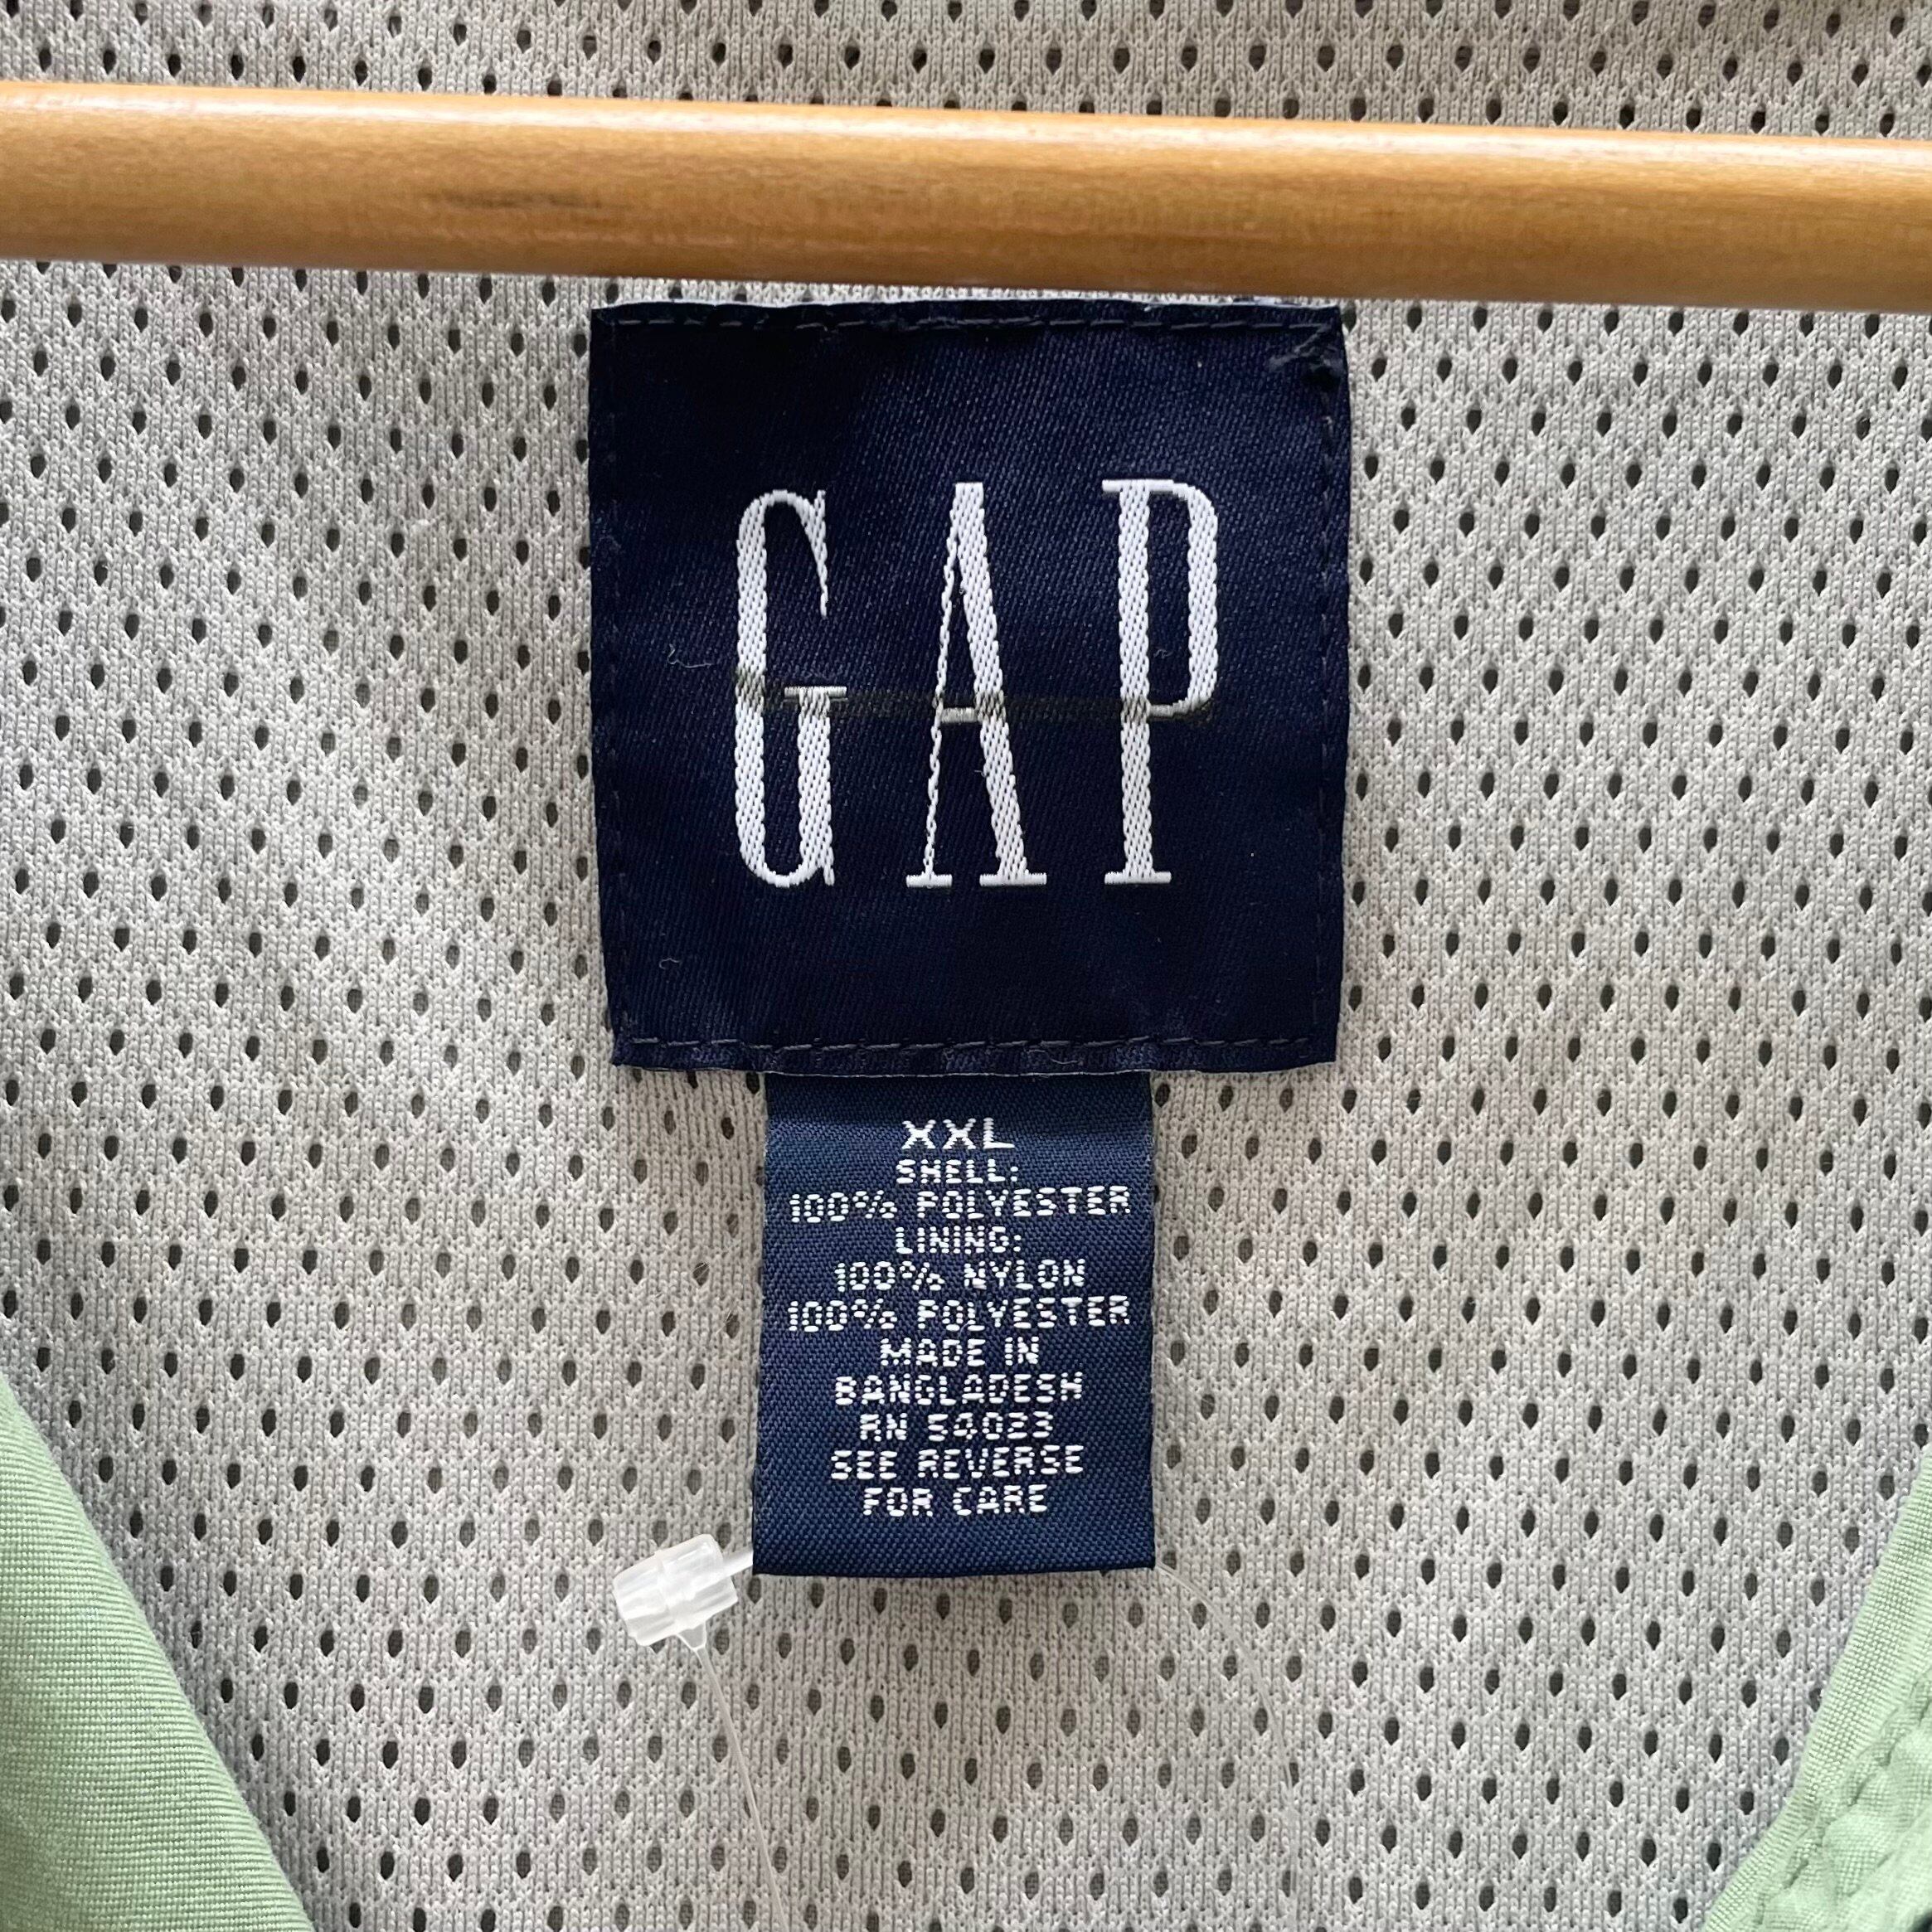 GAP
XXL
SHELL:
100% POLYESTER
LINING:
100% NYLON
100% POLYESTER
MADE IN
BANGLADESH
RN 54023
SEE REVERSE
FOR CARE